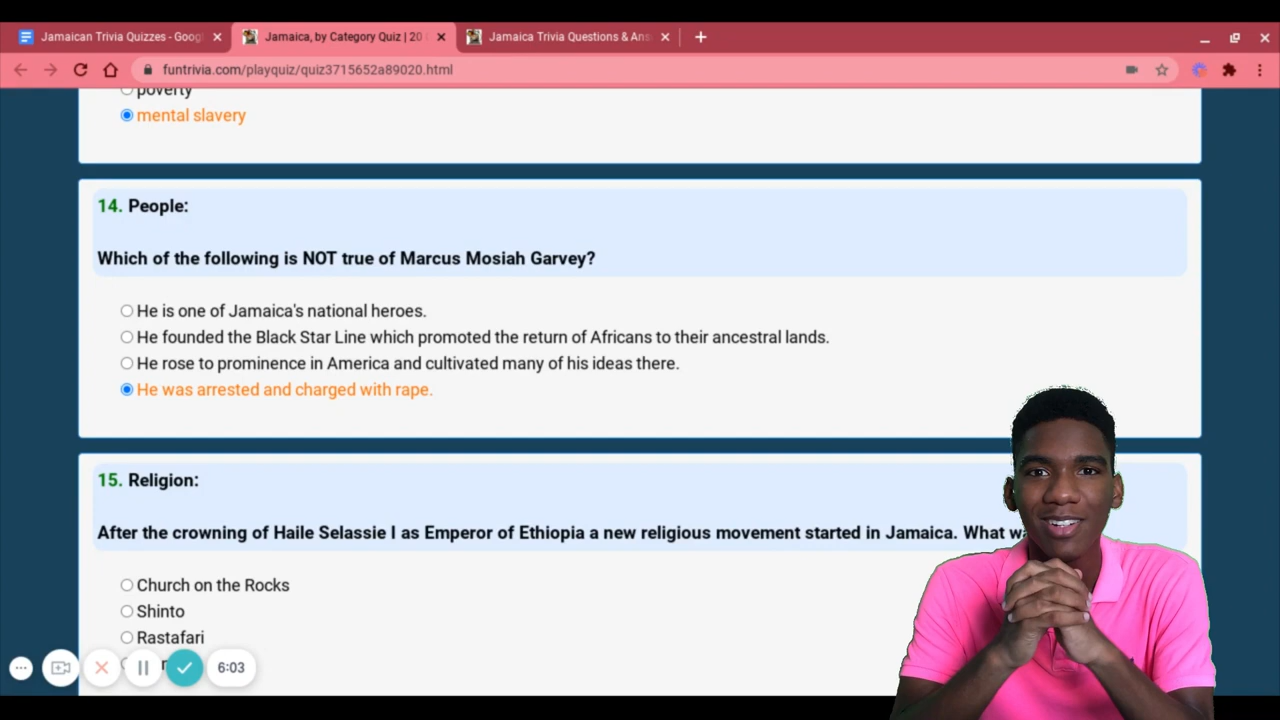 Jamaican Trivia Quizzes - Goog
Jamaica, by Category Quiz | 20
Jamaica Trivia Questions & Ans
funtrivia.com/playquiz/quiz3715652a89020.html
poverty
mental slavery
14. People:
Which of the following is NOT true of Marcus Mosiah Garvey?
He is one of Jamaica's national heroes.
He founded the Black Star Line which promoted the return of Africans to their ancestral lands.
He rose to prominence in America and cultivated many of his ideas there.
He was arrested and charged with rape.
15. Religion:
After the crowning of Haile Selassie I as Emperor of Ethiopia a new religious movement started in Jamaica. What
Church on the Rocks
Shinto
Rastafari
6:03